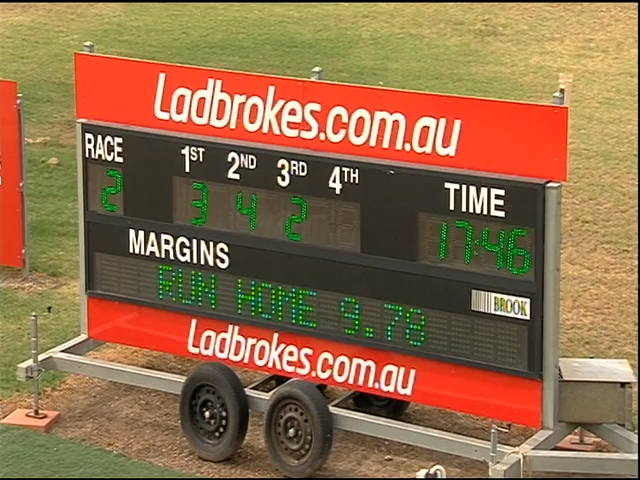 Ladbrokes.com.au
RACE 1ST 2ND 3RD 4TH TIME
2 3 4 2 17:46
MARGINS
RUN HOME 9.78
BROOK
Ladbrokes.com.au